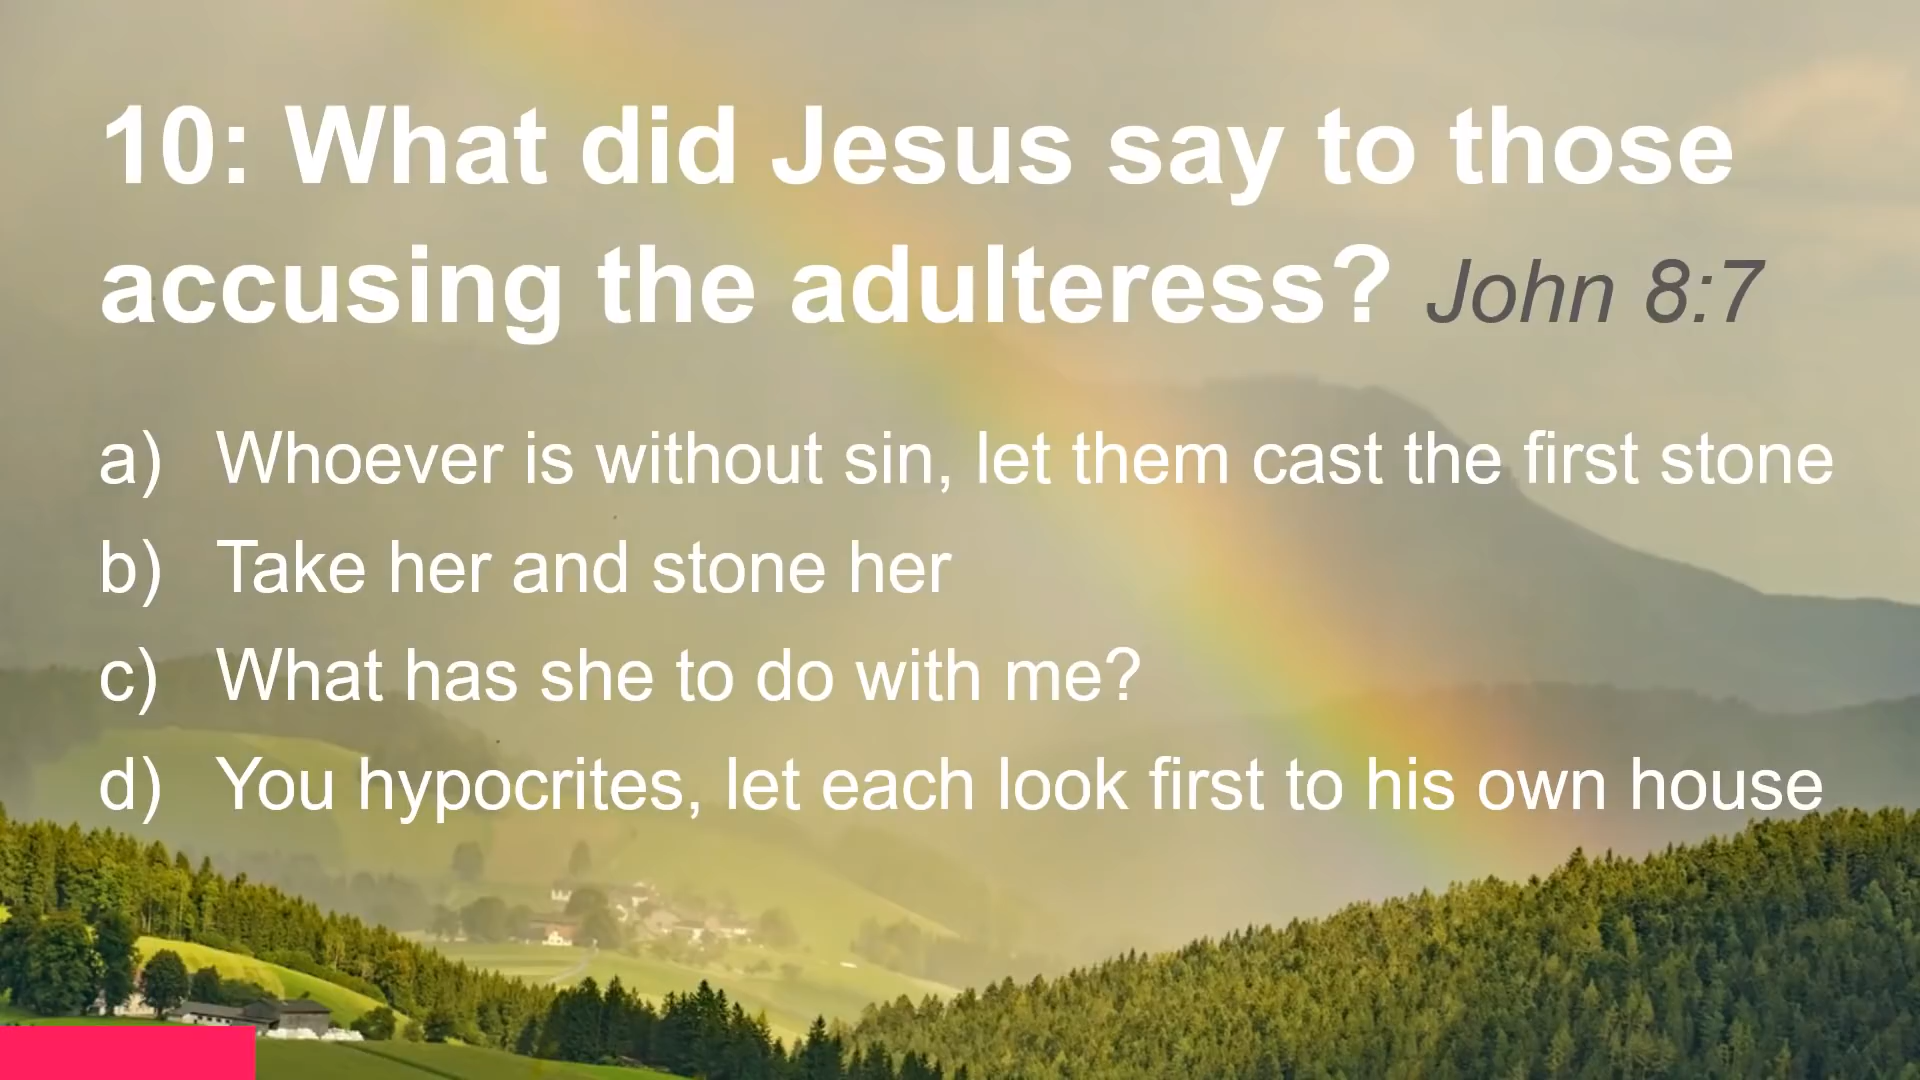 10: What did Jesus say to those
accusing the adulteress? John 8:7
a) Whoever is without sin, let them cast the first stone
b) Take her and stone her
c) What has she to do with me?
d) You hypocrites, let each look first to his own house